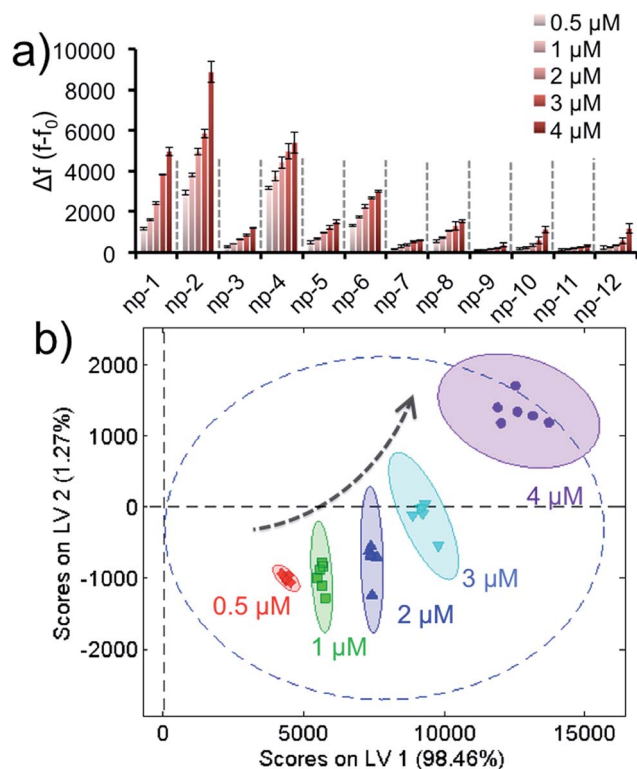 a)
0.5 µM
1 µM
2 µM
3 µM
4 µM
Δf (f-f₀)
10000
8000
6000
4000
2000
0
np-1
np-2
np-3
np-4
np-5
np-6
np-7
np-8
np-9
np-10
np-11
np-12
b)
Scores on LV 2 (1.27%)
2000
1000
0
-1000
-2000
4 µM
3 µM
2 µM
0.5 µM
1 µM
0
5000
10000
15000
Scores on LV 1 (98.46%)